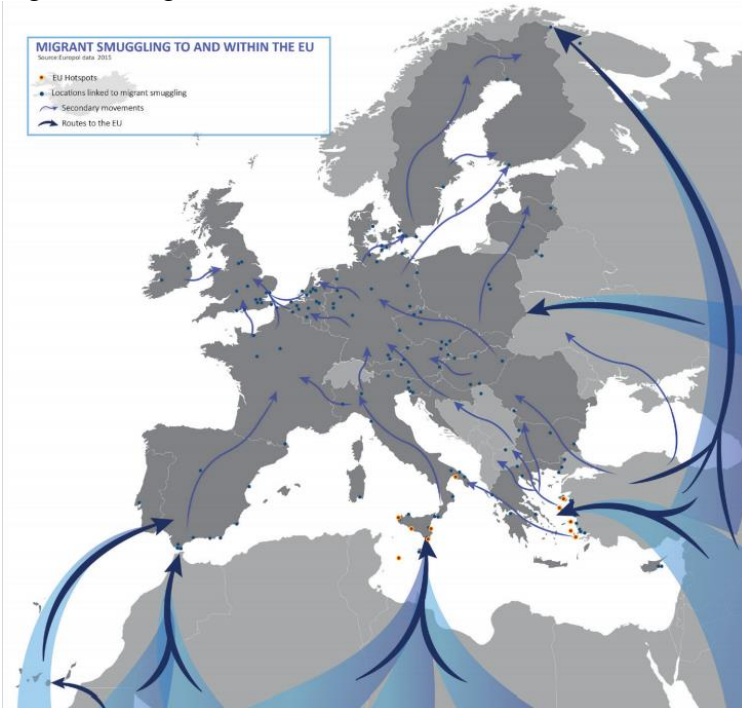 MIGRANT SMUGGLING TO AND WITHIN THE EU
Source:Europol data 2015
EU Hotspots
Locations linked to migrant smuggling
Secondary movements
Routes to the EU